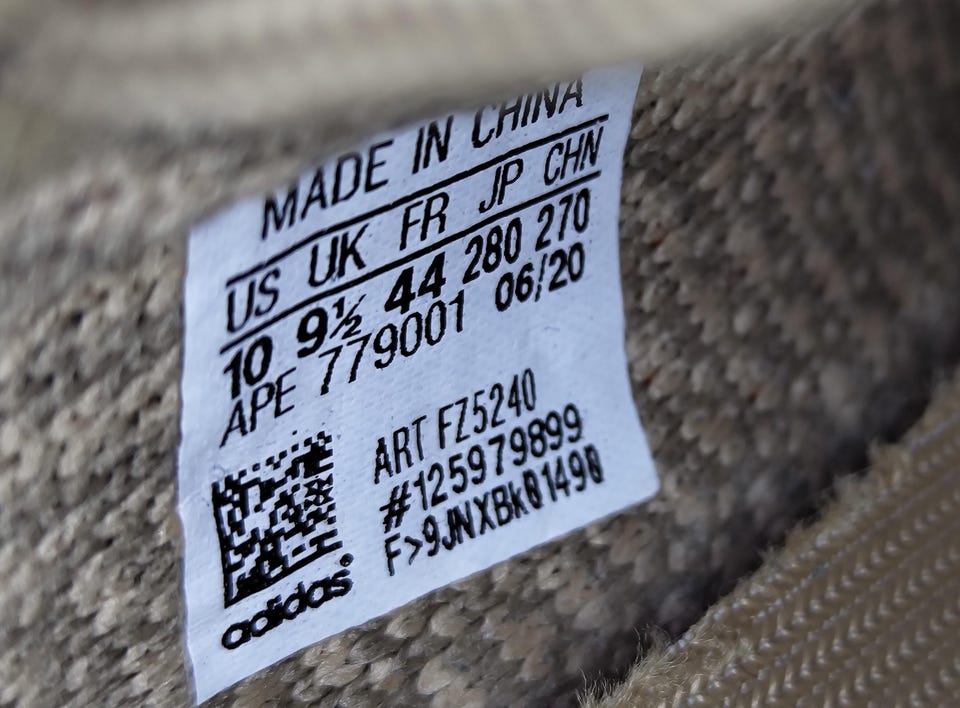 MADE IN CHINA
US UK FR JP CHN
10 9½ 44 280 270
APE 779001 06/20
ART FZ5240
#125979899
F>9JNXBK01490
adidas®